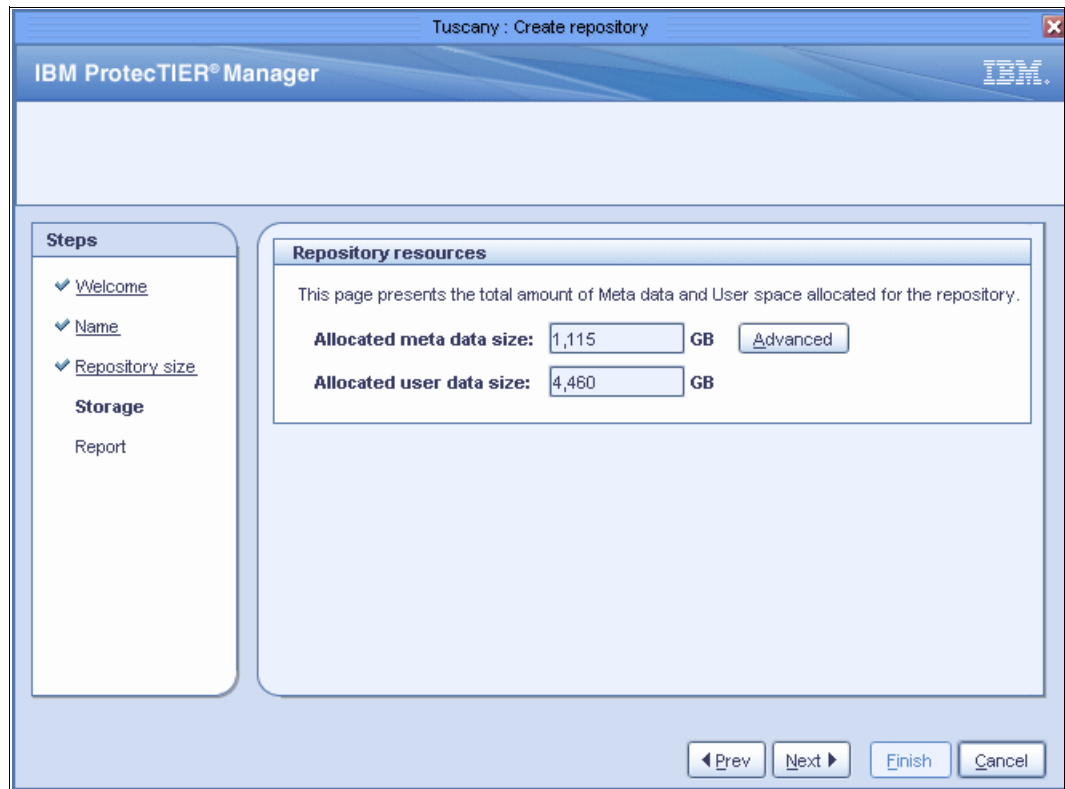 Tuscany : Create repository
IBM ProtecTIER® Manager
IBM.
Steps
Welcome
Name
Repository size
Storage
Report
Repository resources
This page presents the total amount of Meta data and User space allocated for the repository.
Allocated meta data size: 1,115 GB Advanced
Allocated user data size: 4,460 GB
Prev Next Finish Cancel